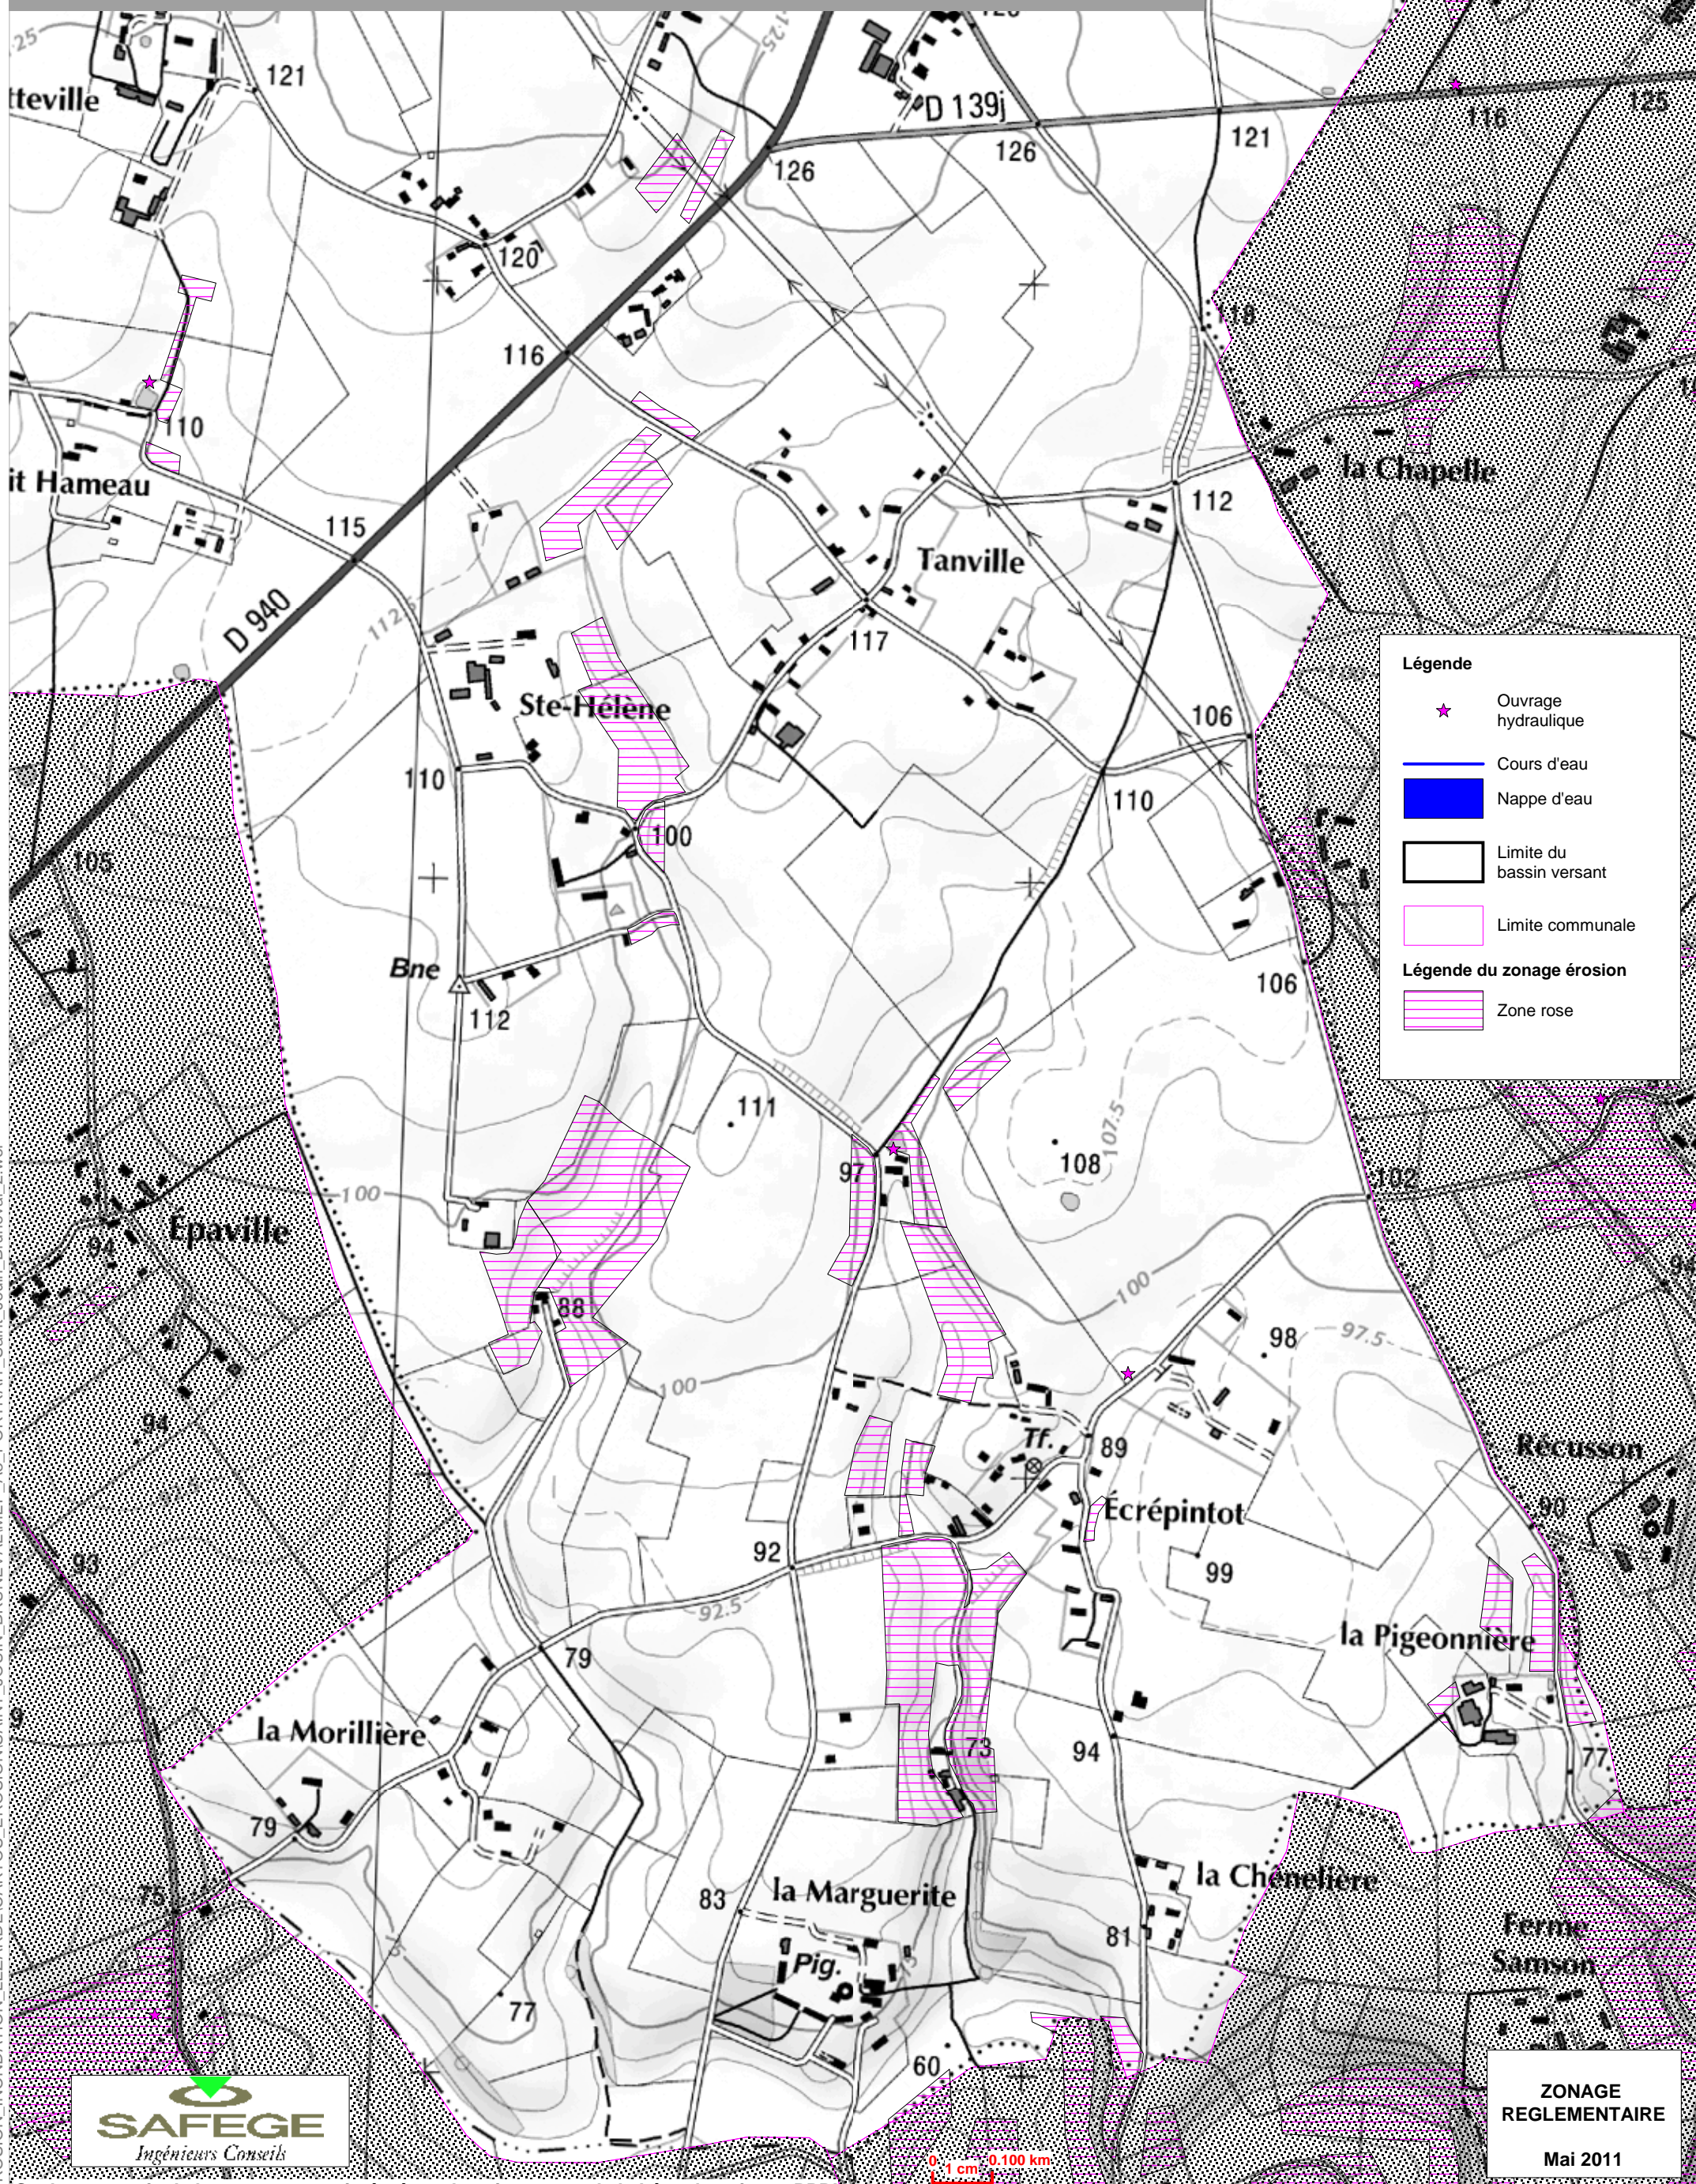 121
tteville
D 139j
126
126
121
116
125
120
116
118
110
it Hameau
115
D 940
112.5
Tanville
117
112
la Chapelle
Ste-Hélène
106
110
110
100
105
Bne
112
106
111
108
107.5
97
102
100
Épaville
94
88
100
100
98
97.5
94
Tf.
89
Écrépintot
Récusson
90
93
92
92.5
99
79
la Pigeonnière
la Morillière
73
94
77
79
75
83
la Marguerite
la Chênelière
81
Ferme
Samson
Pig.
77
60
Légende
Ouvrage
hydraulique
Cours d'eau
Nappe d'eau
Limite du
bassin versant
Limite communale
Légende du zonage érosion
Zone rose
SAFEGE
Ingénieurs Conseils
0 0.100 km
1 cm
ZONAGE
REGLEMENTAIRE
Mai 2011